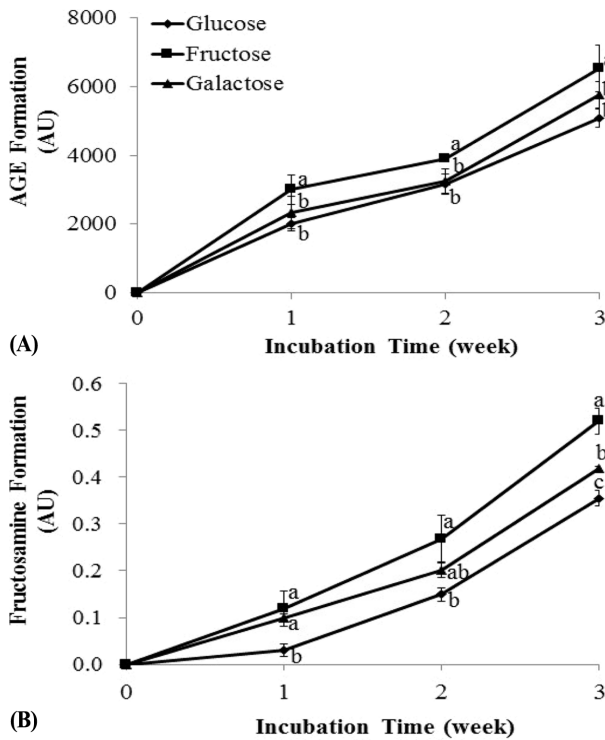 8000
6000
4000
2000
0
AGE Formation
(AU)
Glucose
Fructose
Galactose
a
b
b
a
b
b
b
b
0 1 2 3
Incubation Time (week)
(A)
0.6
0.5
0.4
0.3
0.2
0.1
0.0
Fructosamine Formation
(AU)
a
a
b
a
ab
b
a
b
c
0 1 2 3
Incubation Time (week)
(B)